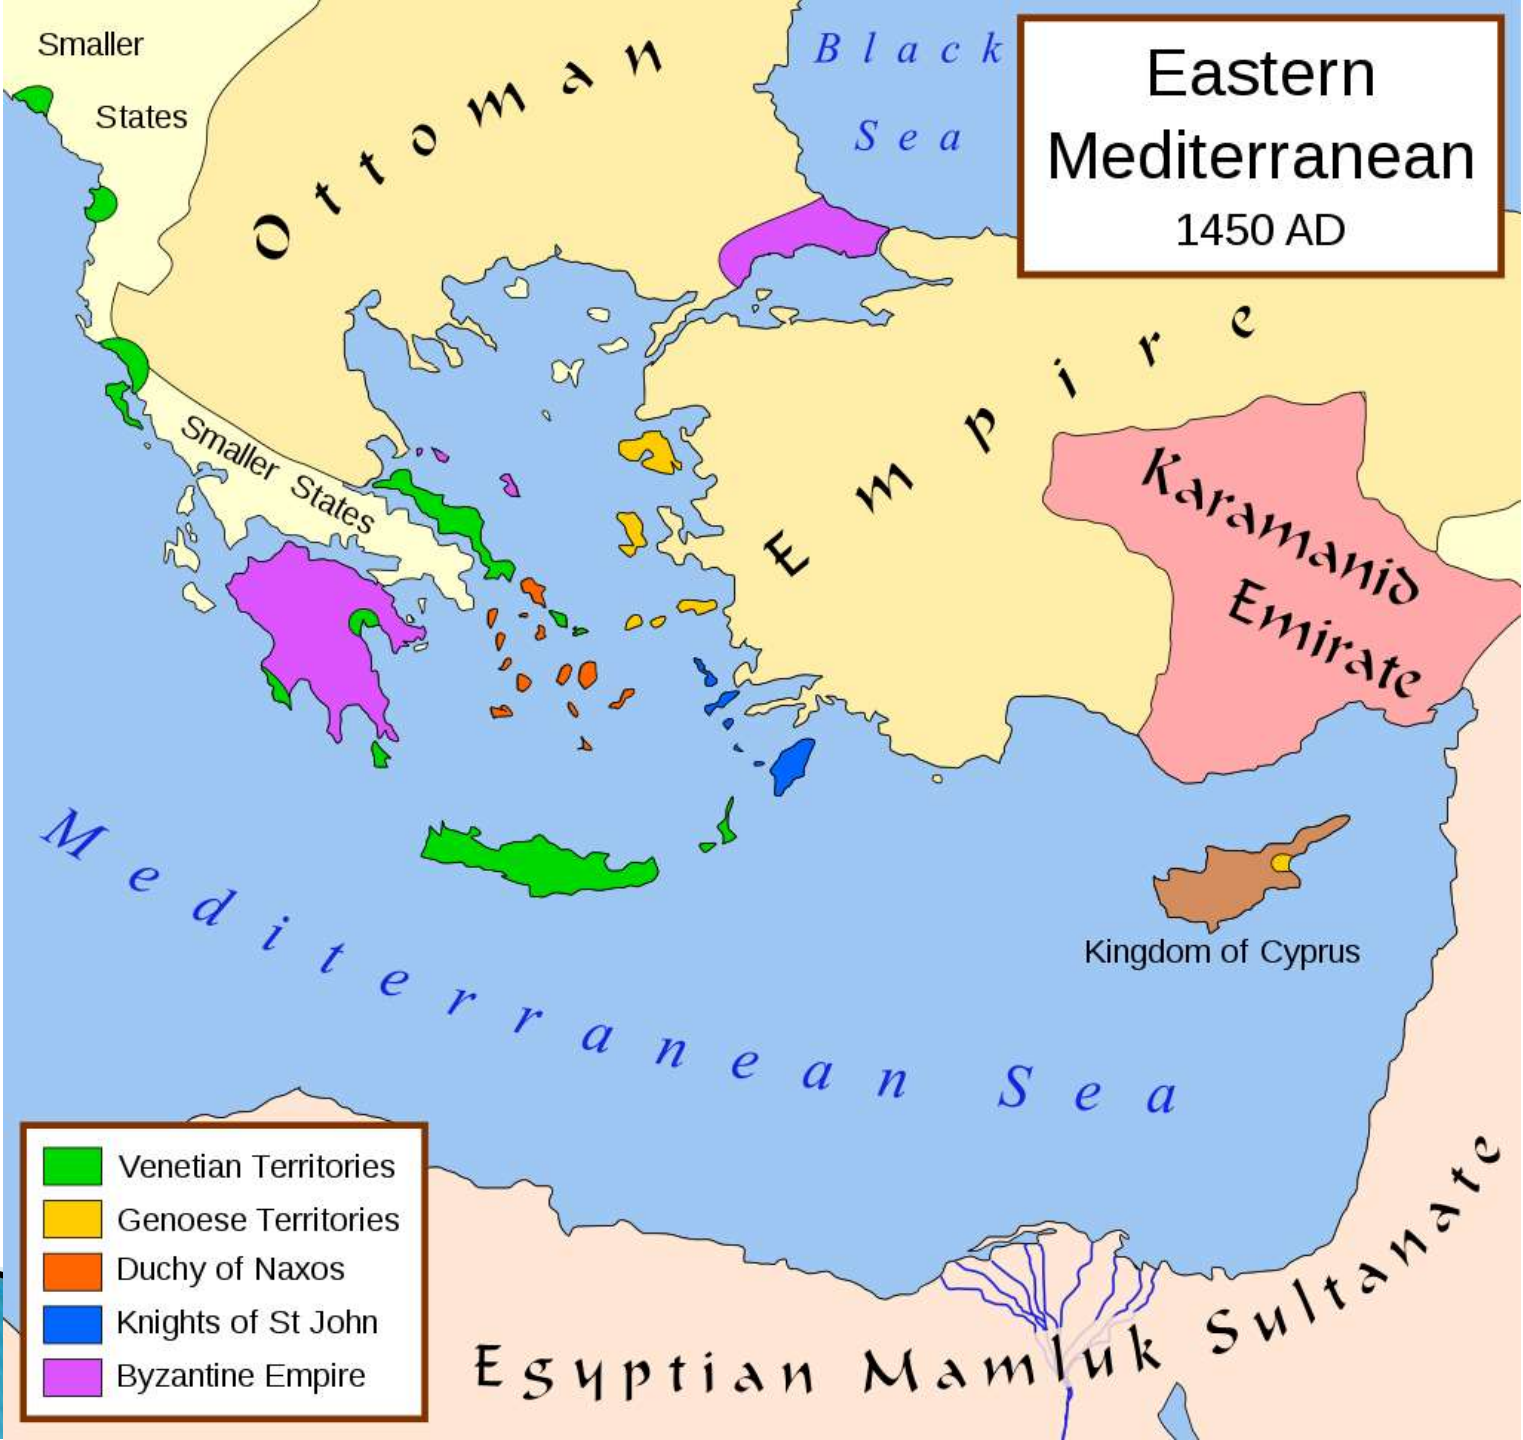 Smaller
States
Ottoman
Empire
Black
Sea
Eastern
Mediterranean
1450 AD
Smaller States
Karamanid
Emirate
Mediterranean Sea
Kingdom of Cyprus
Egyptian Mamluk Sultanate
Venetian Territories
Genoese Territories
Duchy of Naxos
Knights of St John
Byzantine Empire